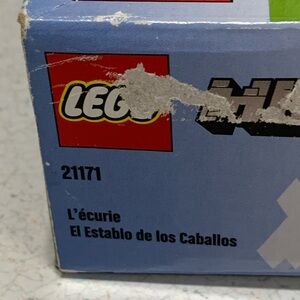 LEGO
21171
L'écurie
El Establo de los Caballos